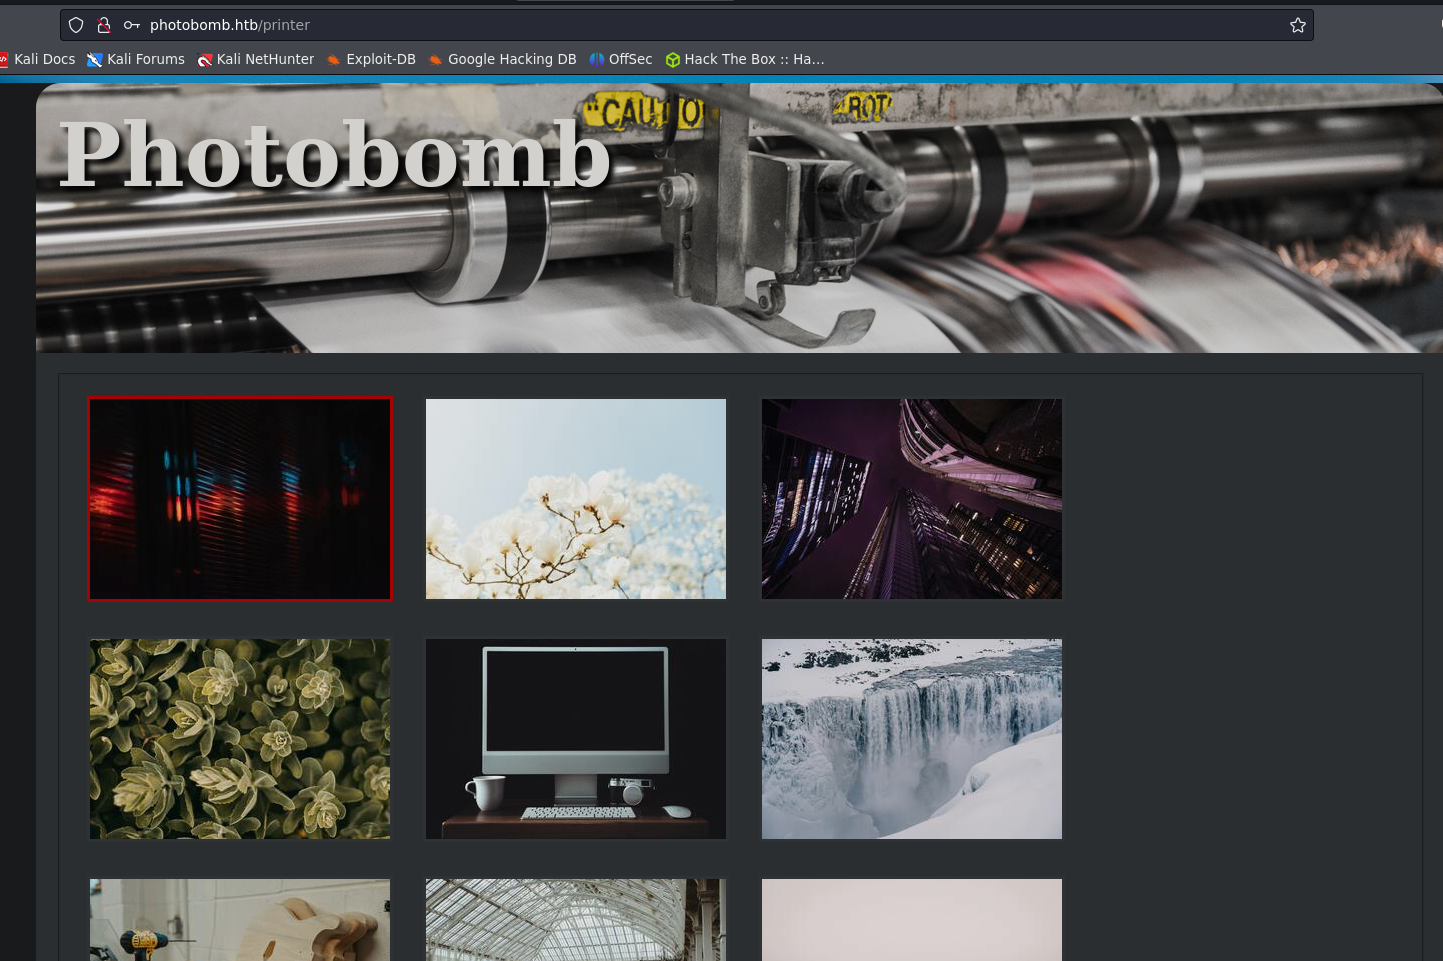 photobomb.htb/printer
Kali Docs Kali Forums Kali NetHunter Exploit-DB Google Hacking DB OffSec Hack The Box :: Ha...
"CAU
ROT
Photobomb